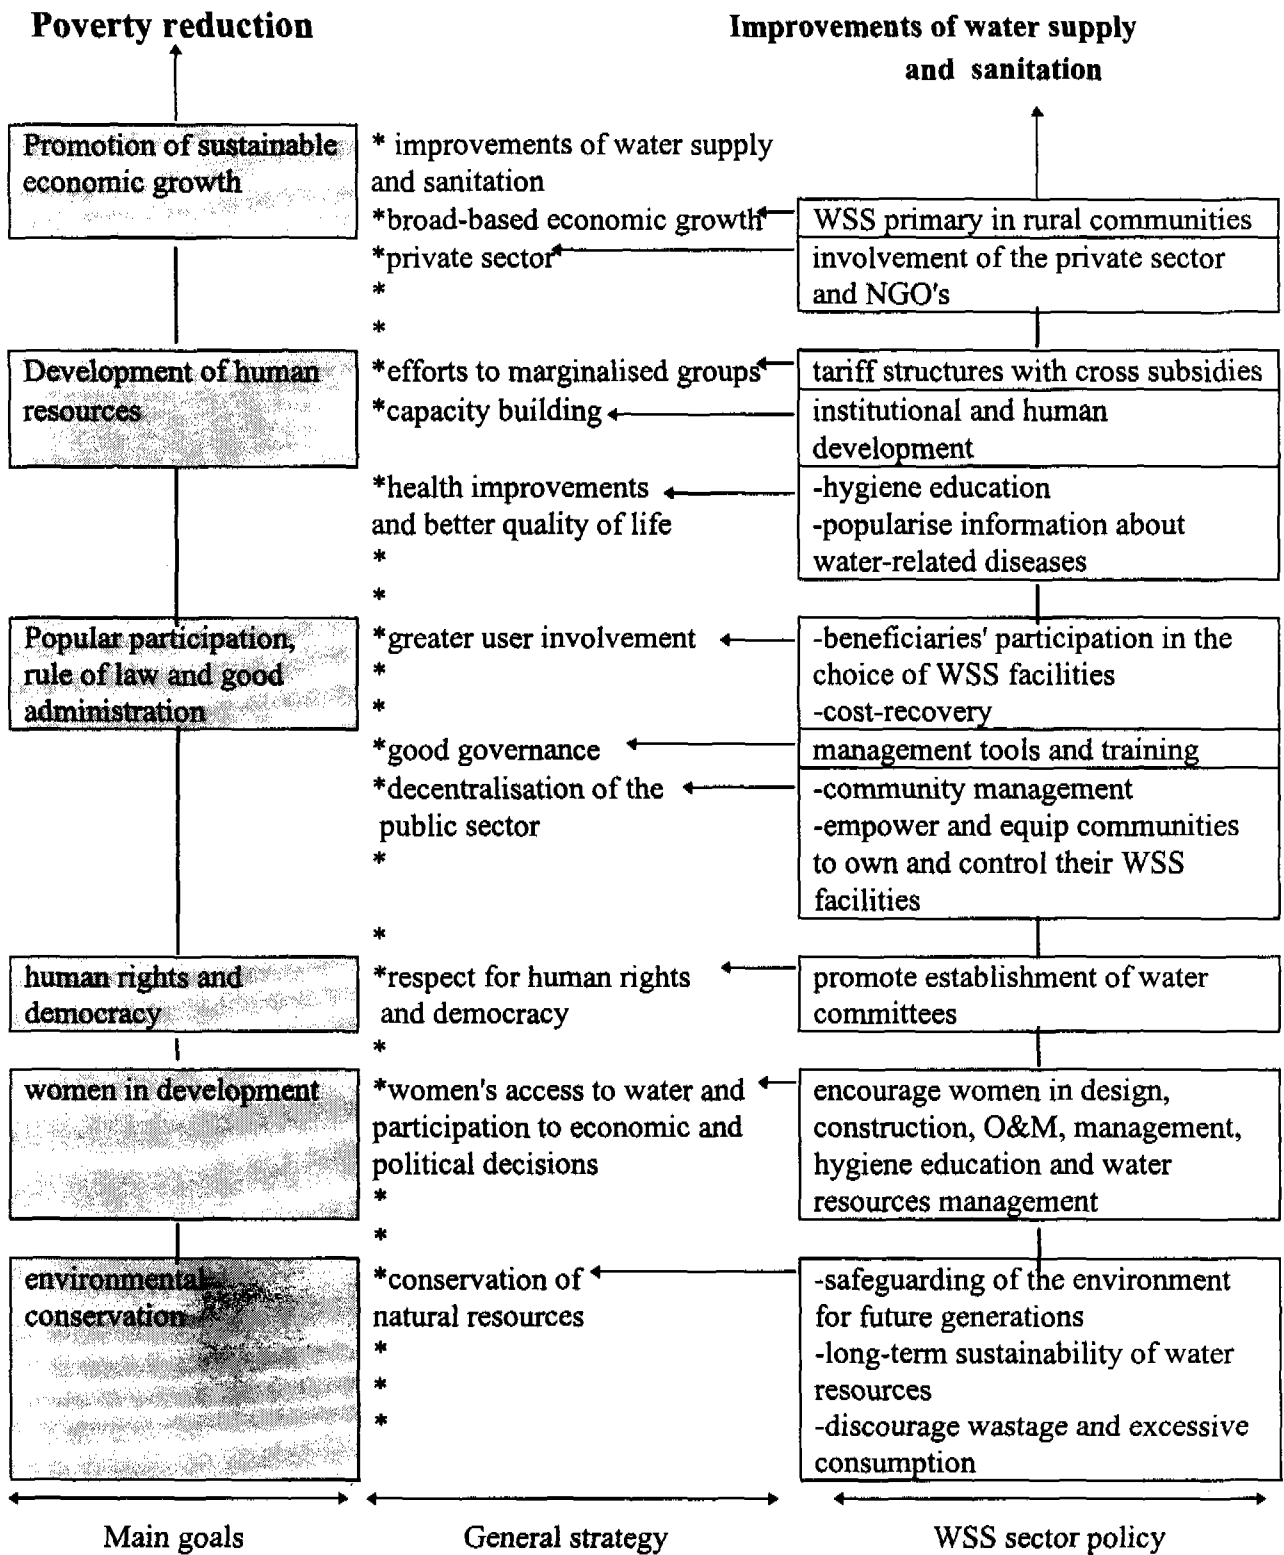 Poverty reduction
Improvements of water supply
and sanitation
Promotion of sustainable
economic growth
* improvements of water supply
and sanitation
*broad-based economic growth
*private sector
*
*
WSS primary in rural communities
involvement of the private sector
and NGO's
Development of human
resources
*efforts to marginalised groups
*capacity building
*health improvements
and better quality of life
*
*
tariff structures with cross subsidies
institutional and human
development
-hygiene education
-popularise information about
water-related diseases
Popular participation,
rule of law and good
administration
*greater user involvement
*
*
*good governance
*decentralisation of the
public sector
*
*
-beneficiaries' participation in the
choice of WSS facilities
-cost-recovery
management tools and training
-community management
-empower and equip communities
to own and control their WSS
facilities
human rights and
democracy
*respect for human rights
and democracy
*
promote establishment of water
committees
women in development
*women's access to water and
participation to economic and
political decisions
*
*
encourage women in design,
construction, O&M, management,
hygiene education and water
resources management
environmental
conservation
*conservation of
natural resources
*
*
*
-safeguarding of the environment
for future generations
-long-term sustainability of water
resources
-discourage wastage and excessive
consumption
Main goals
General strategy
WSS sector policy